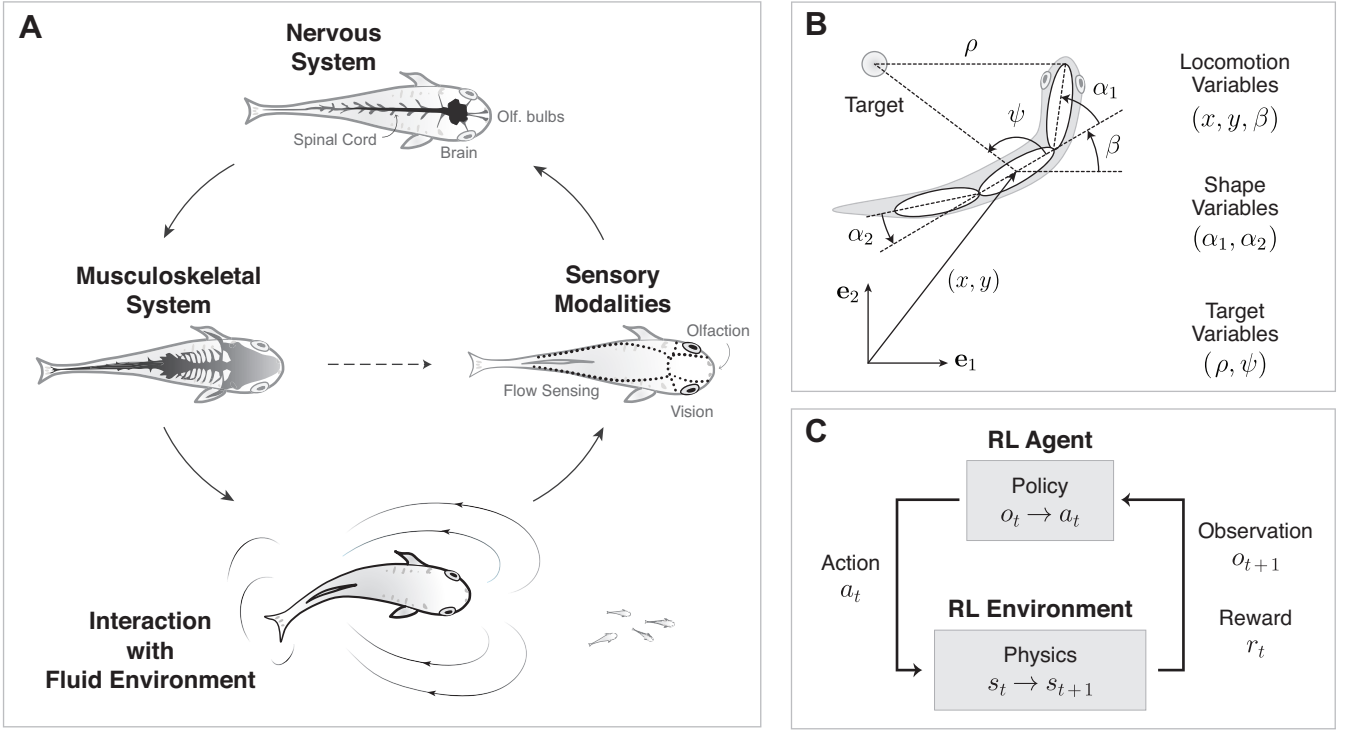 A
Nervous
System
Olf. bulbs
Spinal Cord
Brain
Musculoskeletal
System
Sensory
Modalities
Olfaction
Flow Sensing
Vision
Interaction
with
Fluid Environment
B
ρ
Target
ψ
α₁
β
α₂
(x, y)
e₂
e₁
Locomotion
Variables
(x, y, β)
Shape
Variables
(α₁, α₂)
Target
Variables
(ρ, ψ)
C
RL Agent
Policy
oₜ → aₜ
Action
aₜ
Observation
oₜ₊₁
Reward
rₜ
RL Environment
Physics
sₜ → sₜ₊₁